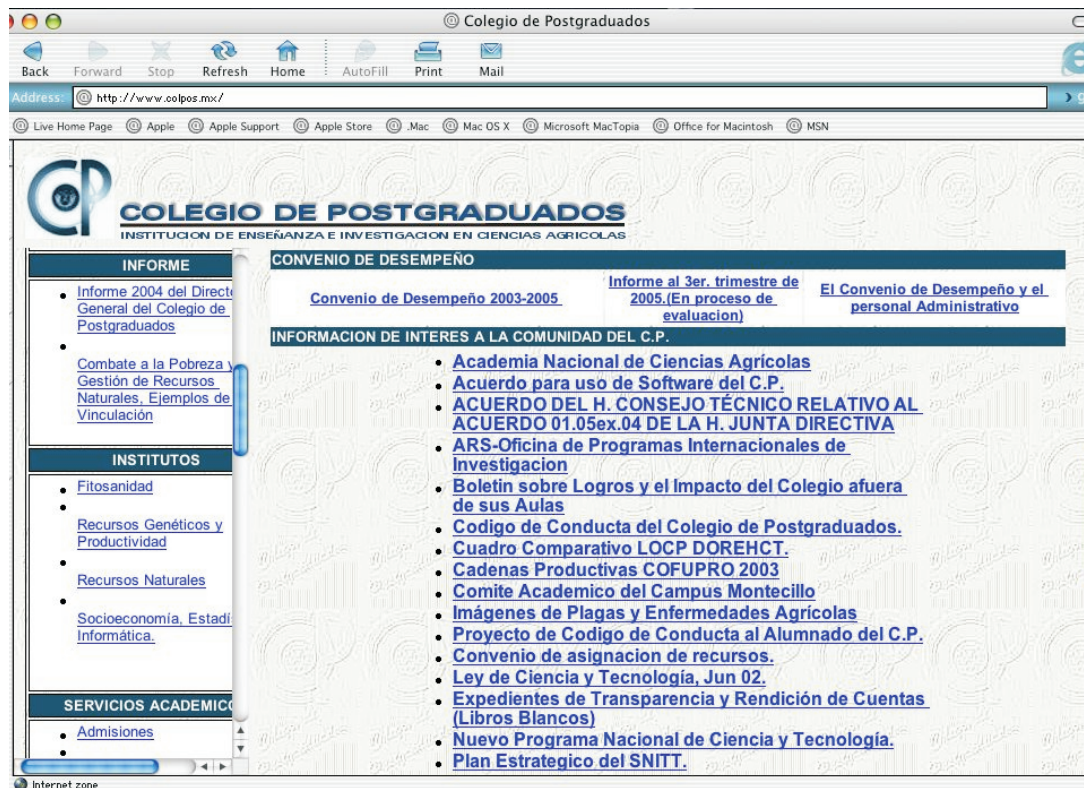 Colegio de Postgraduados
Back Forward Stop Refresh Home AutoFill Print Mail
Address: http://www.colpos.mx/
Live Home Page Apple Apple Support Apple Store .Mac Mac OS X Microsoft MacTopia Office for Macintosh MSN
CP
COLEGIO DE POSTGRADUADOS
INSTITUCION DE ENSEñANZA E INVESTIGACION EN CIENCIAS AGRICOLAS
INFORME
Informe 2004 del Directo
General del Colegio de
Postgraduados
Combate a la Pobreza y
Gestión de Recursos
Naturales, Ejemplos de
Vinculación
INSTITUTOS
Fitosanidad
Recursos Genéticos y
Productividad
Recursos Naturales
Socioeconomía, Estadí
Informática.
SERVICIOS ACADEMICO
Admisiones
CONVENIO DE DESEMPEÑO
Convenio de Desempeño 2003-2005
Informe al 3er. trimestre de
2005.(En proceso de
evaluacion)
El Convenio de Desempeño y el
personal Administrativo
INFORMACION DE INTERES A LA COMUNIDAD DEL C.P.
Academia Nacional de Ciencias Agrícolas
Acuerdo para uso de Software del C.P.
ACUERDO DEL H. CONSEJO TÉCNICO RELATIVO AL
ACUERDO 01.05ex.04 DE LA H. JUNTA DIRECTIVA
ARS-Oficina de Programas Internacionales de
Investigacion
Boletin sobre Logros y el Impacto del Colegio afuera
de sus Aulas
Codigo de Conducta del Colegio de Postgraduados.
Cuadro Comparativo LOCP DOREHCT.
Cadenas Productivas COFUPRO 2003
Comite Academico del Campus Montecillo
Imágenes de Plagas y Enfermedades Agrícolas
Proyecto de Codigo de Conducta al Alumnado del C.P.
Convenio de asignacion de recursos.
Ley de Ciencia y Tecnología, Jun 02.
Expedientes de Transparencia y Rendición de Cuentas
(Libros Blancos)
Nuevo Programa Nacional de Ciencia y Tecnología.
Plan Estrategico del SNITT.
Internet zone